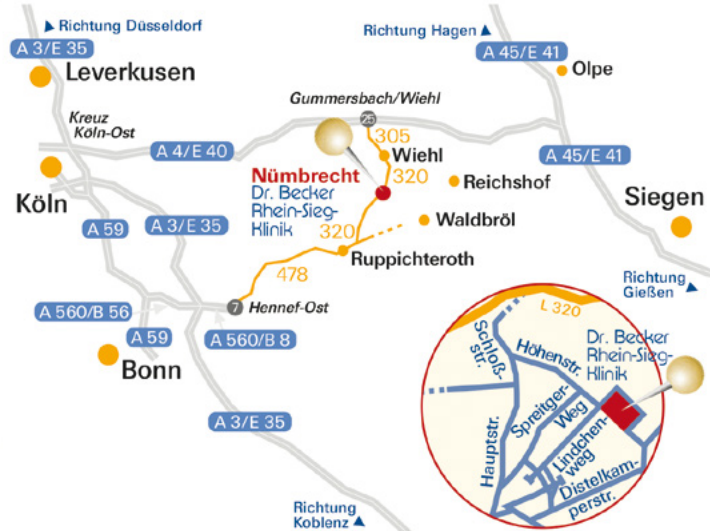 Richtung Düsseldorf
A 3/E 35
Leverkusen
Kreuz
Köln-Ost
Köln
A 4/E 40
A 59
A 3/E 35
A 560/B 56
A 59
Bonn
A 560/B 8
A 3/E 35
Richtung
Koblenz
Gummersbach/Wiehl
25
305
Wiehl
320
Nümbrecht
Dr. Becker
Rhein-Sieg-
Klinik
Reichshof
Waldbröl
320
Ruppichteroth
478
7
Hennef-Ost
Richtung Hagen
A 45/E 41
Olpe
A 45/E 41
Siegen
Richtung
Gießen
L 320
Schloß-
str.
Höhenstr.
Dr. Becker
Rhein-Sieg-
Klinik
Spreitger-
Weg
Hauptstr.
Lindchen-
weg
Distelkam-
perstr.